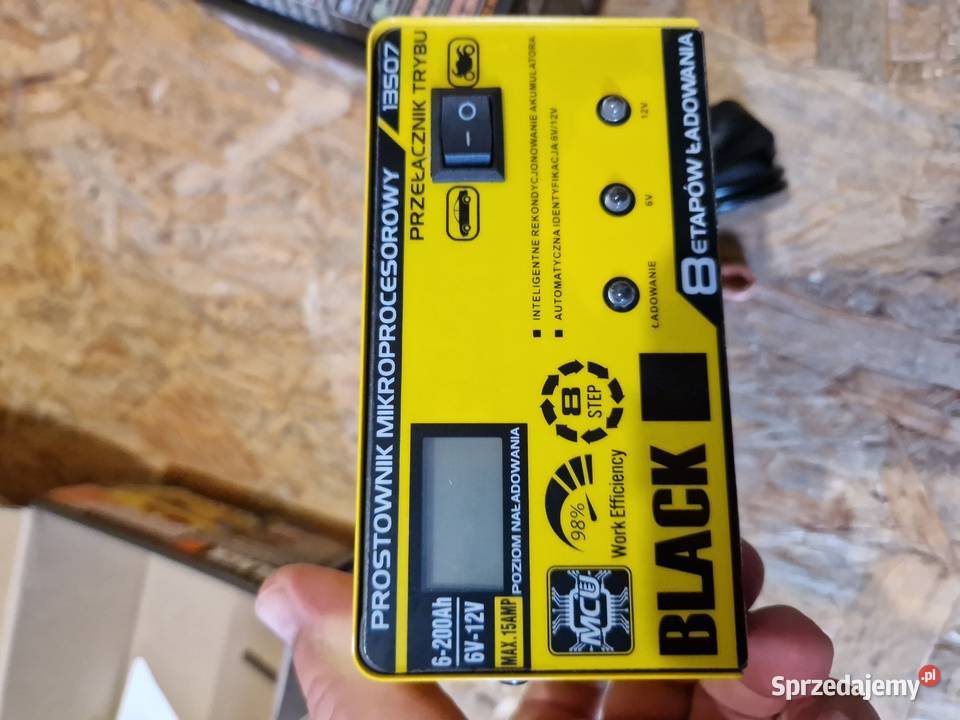 PROSTOWNIK MIKROPROCESOROWY / 13507
6-200Ah
6V-12V
MAX.15AMP
POZIOM NAŁADOWANIA
PRZEŁĄCZNIK TRYBU
MCU
98%
Work Efficiency
8
STEP
INTELIGENTNE REKONDYCJONOWANIE AKUMULATORA
AUTOMATYCZNA IDENTYFIKACJA 6V/12V
ŁADOWANIE
6V
12V
BLACK
8 ETAPÓW ŁADOWANIA
Sprzedajemy.pl